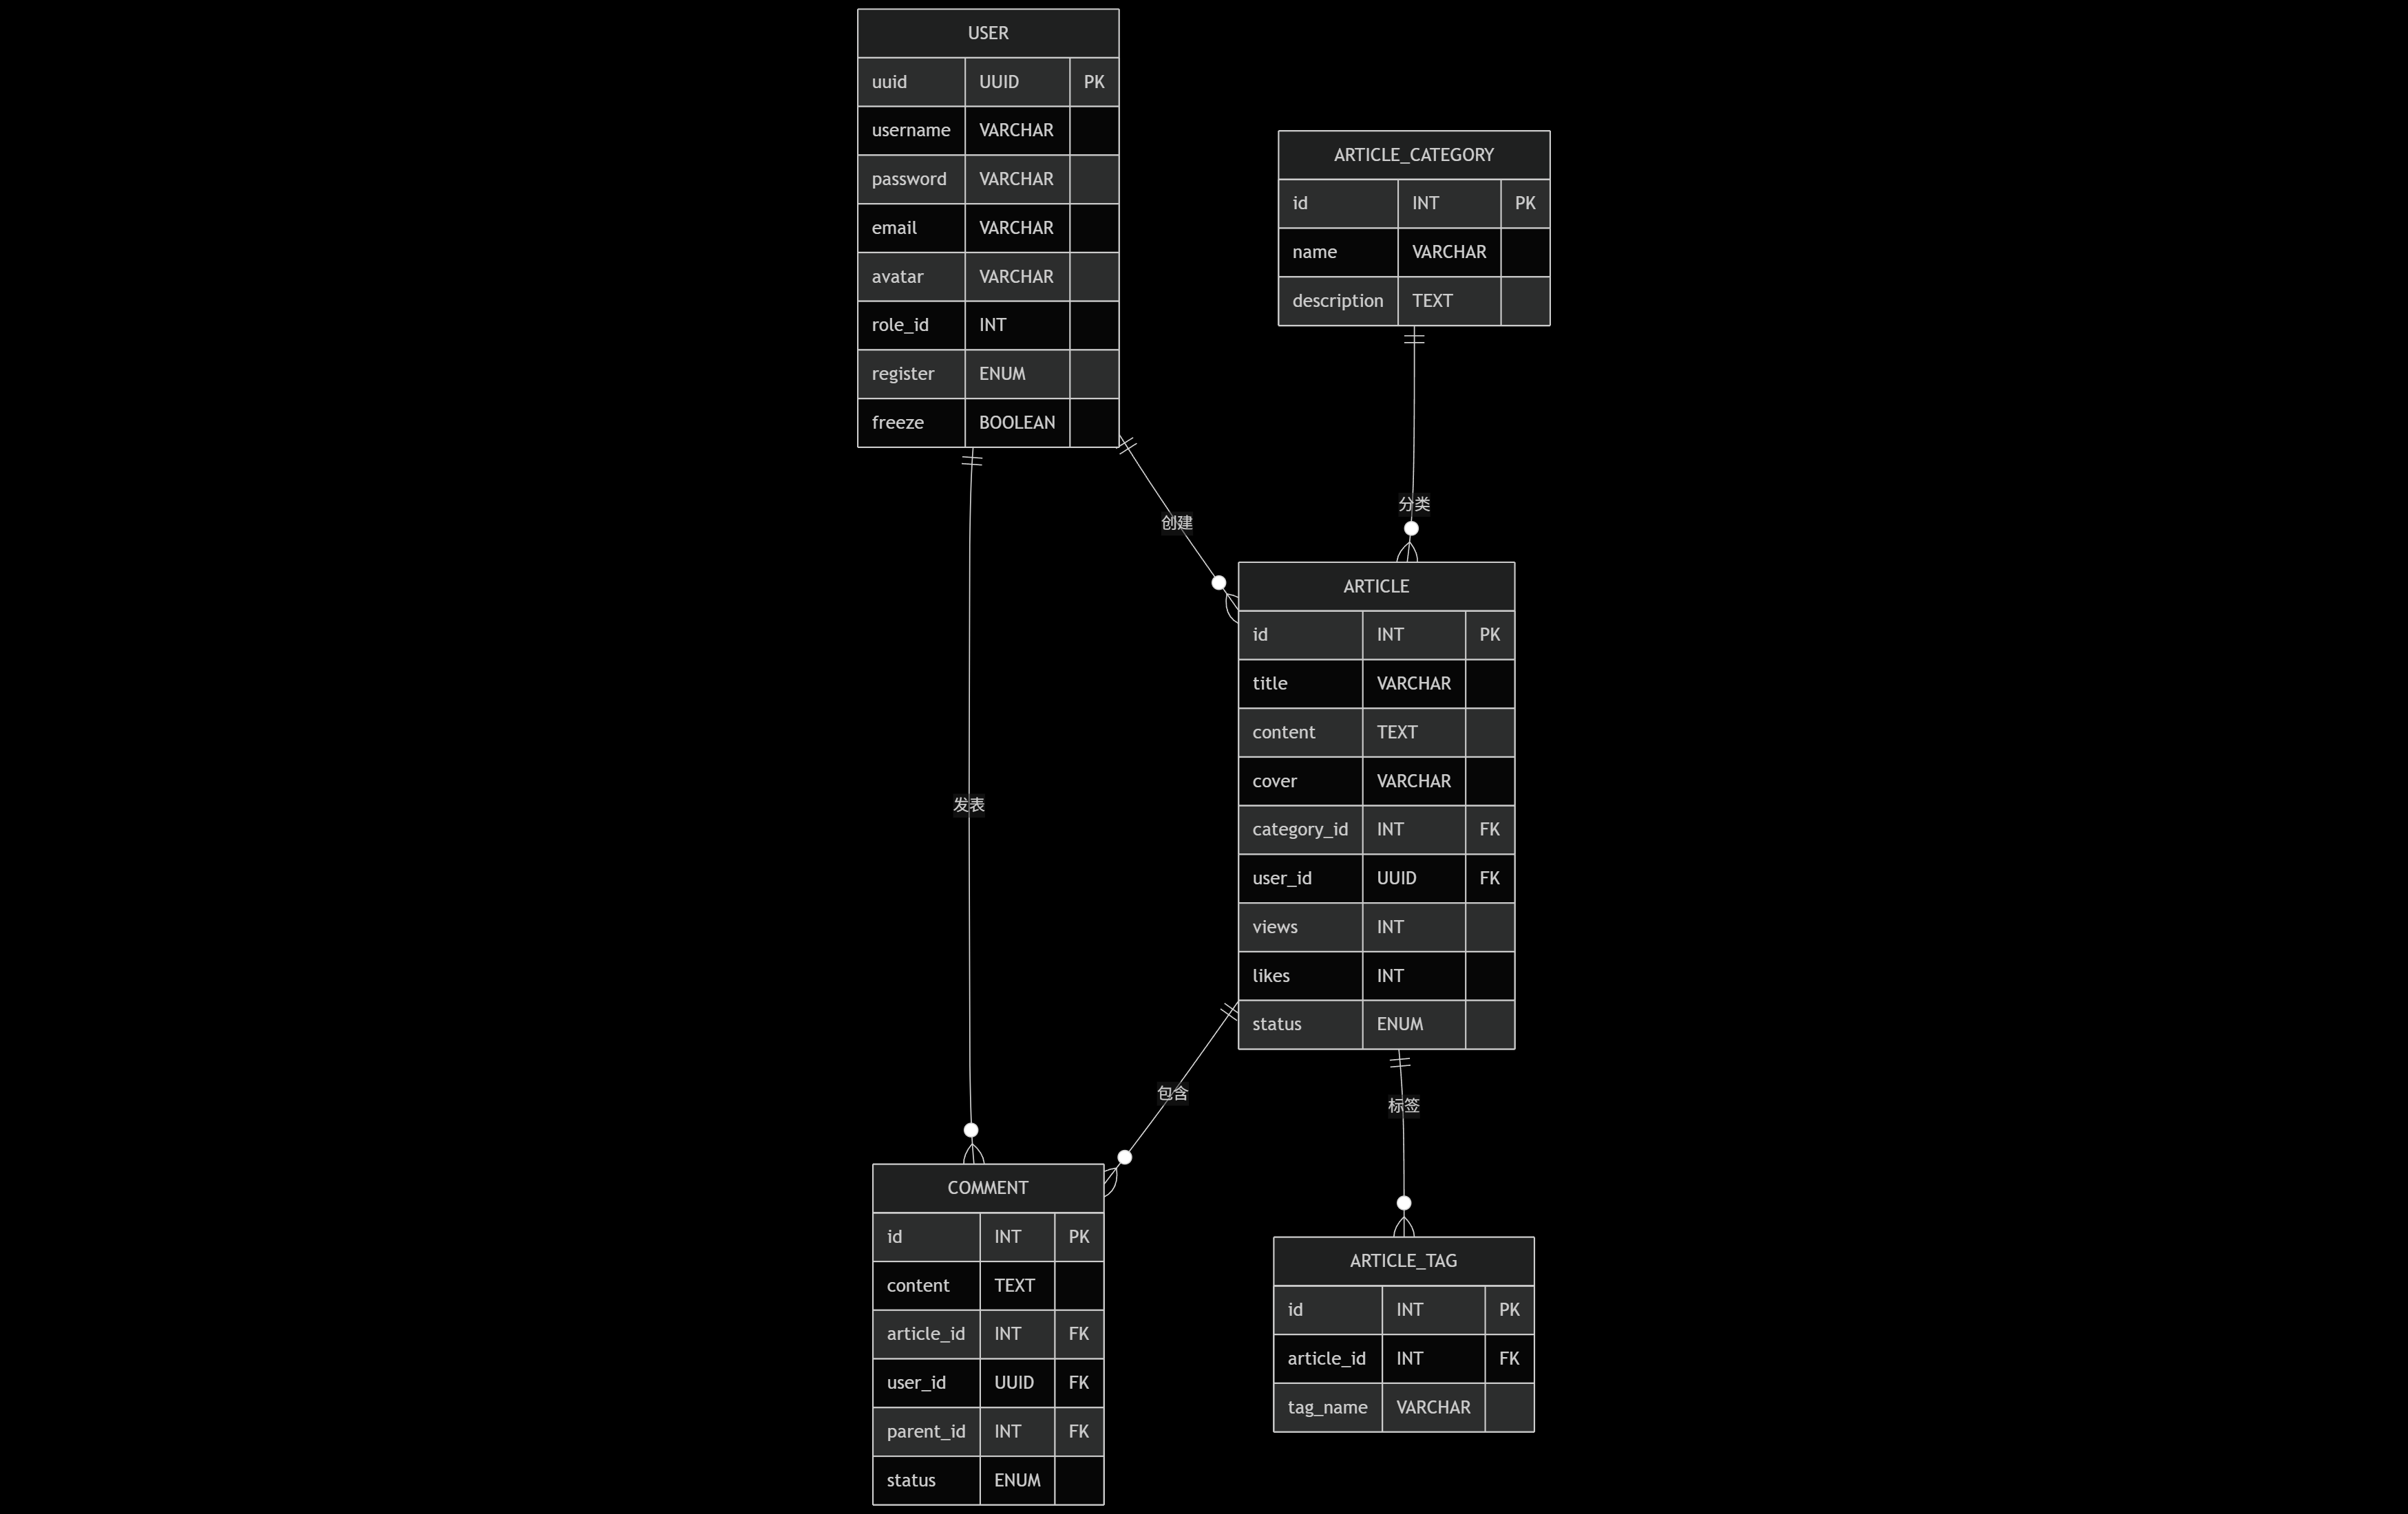 USER
uuid UUID PK
username VARCHAR
password VARCHAR
email VARCHAR
avatar VARCHAR
role_id INT
register ENUM
freeze BOOLEAN
ARTICLE_CATEGORY
id INT PK
name VARCHAR
description TEXT
创建
分类
发表
ARTICLE
id INT PK
title VARCHAR
content TEXT
cover VARCHAR
category_id INT FK
user_id UUID FK
views INT
likes INT
status ENUM
包含
标签
COMMENT
id INT PK
content TEXT
article_id INT FK
user_id UUID FK
parent_id INT FK
status ENUM
ARTICLE_TAG
id INT PK
article_id INT FK
tag_name VARCHAR